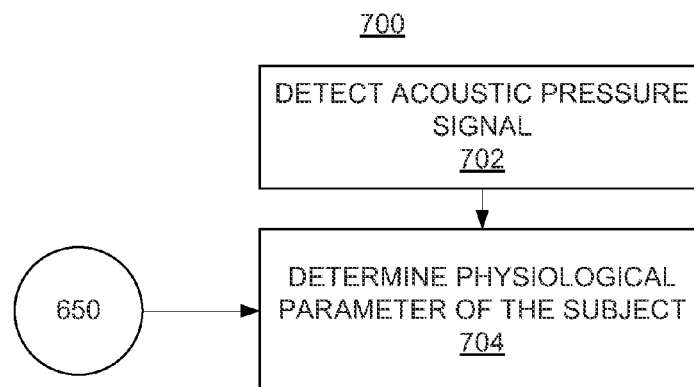 700
DETECT ACOUSTIC PRESSURE
SIGNAL
702
650
DETERMINE PHYSIOLOGICAL
PARAMETER OF THE SUBJECT
704